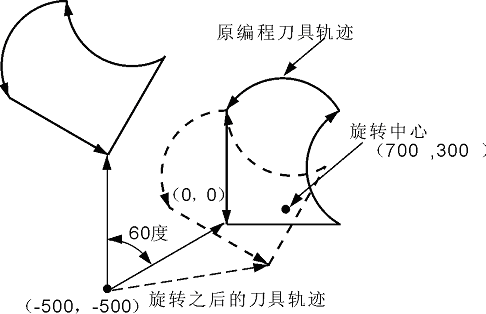 原编程刀具轨迹
旋转中心
（700 ,300 ）
（0，0）
60度
（-500，-500）
旋转之后的刀具轨迹